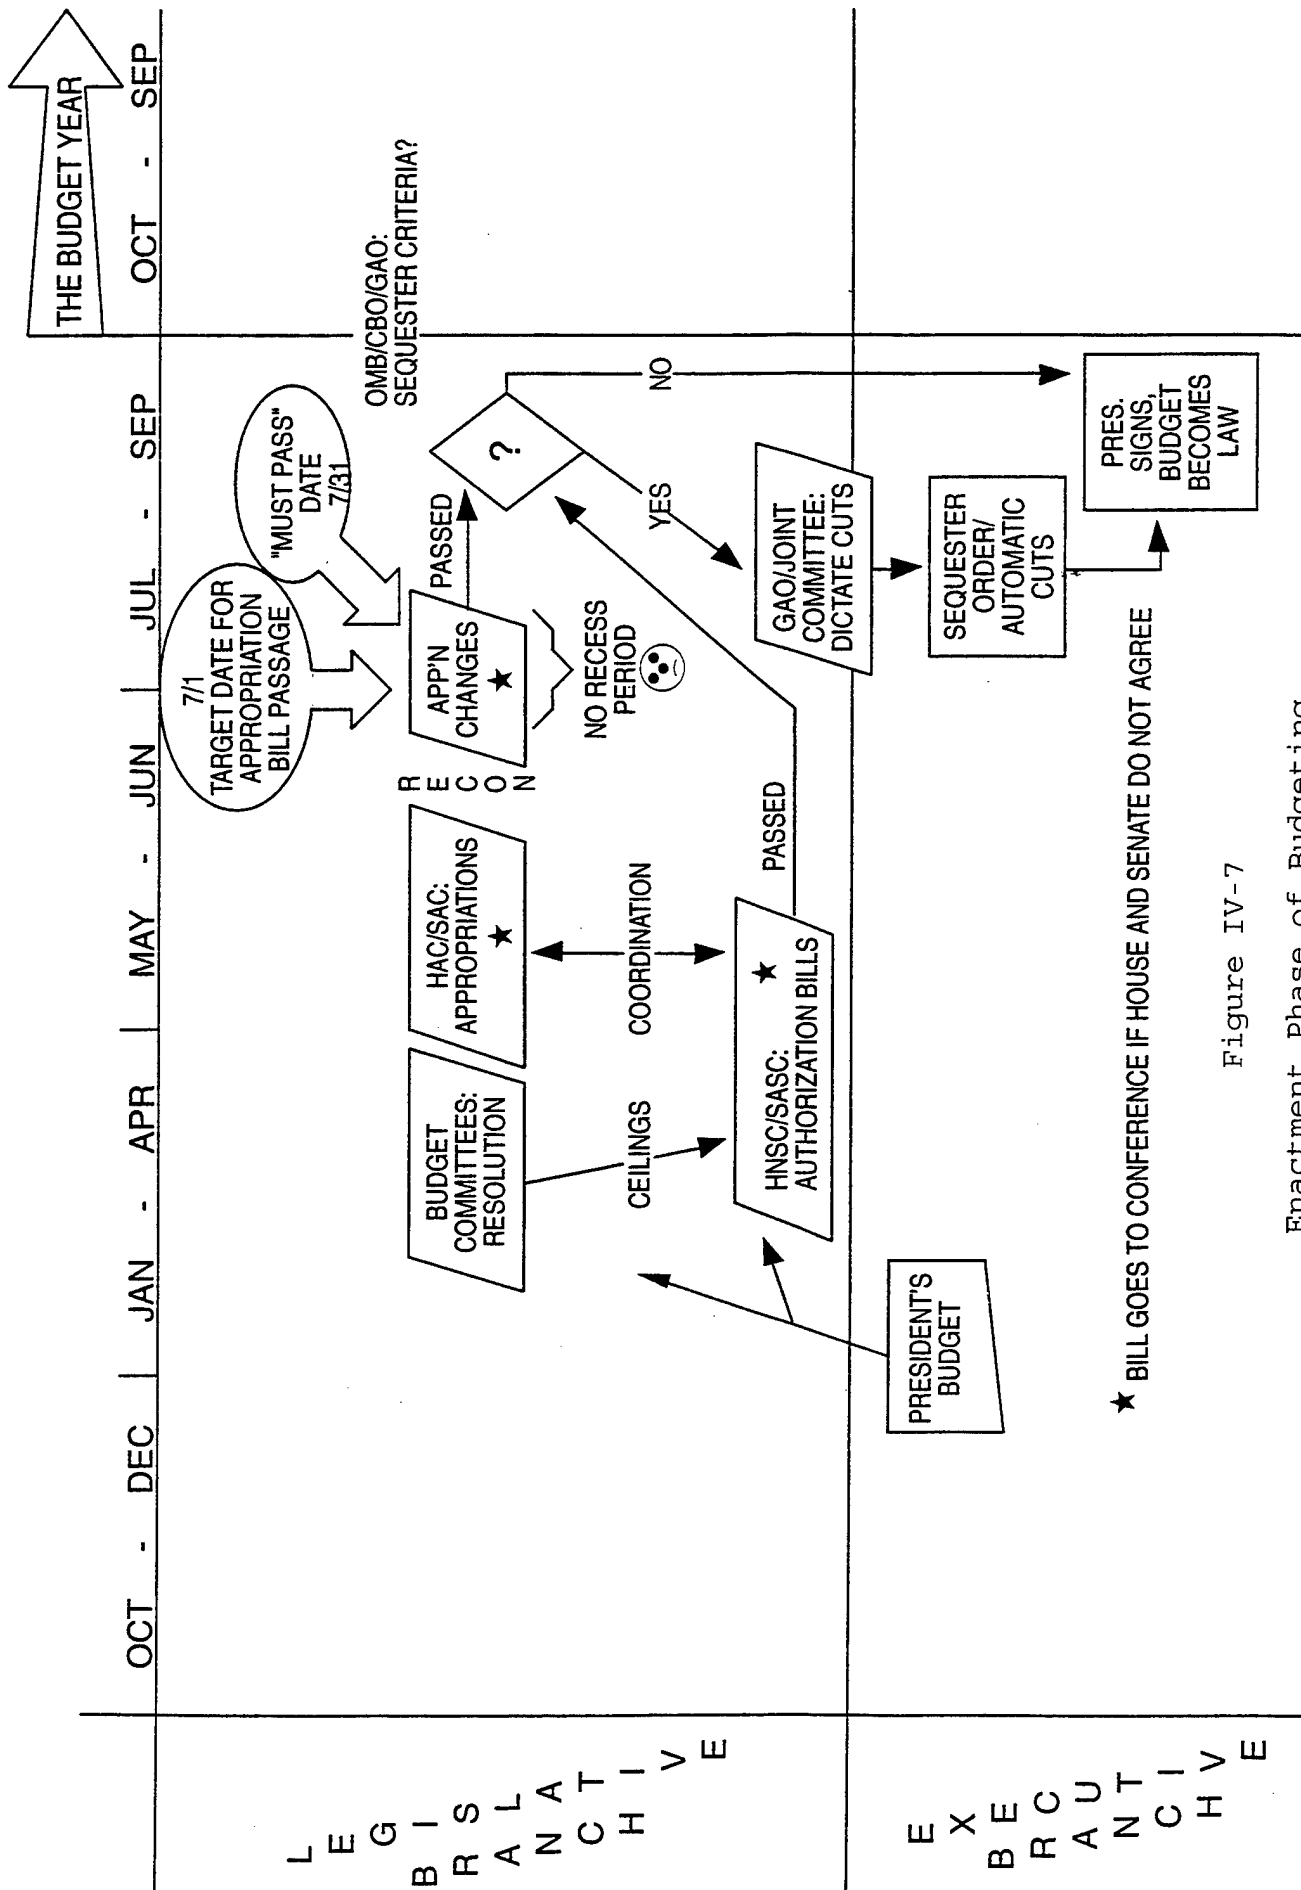 THE BUDGET YEAR
OCT - DEC
JAN - APR
MAY - JUN
JUL - SEP
OCT - SEP
LEGISLATIVE
BRANCH
7/1
TARGET DATE FOR
APPROPRIATION
BILL PASSAGE
"MUST PASS"
DATE
7/31
OMB/CBO/GAO:
SEQUESTER CRITERIA?
BUDGET
COMMITTEES:
RESOLUTION
HAC/SAC:
APPROPRIATIONS
★
R
E
C
O
N
APP'N
CHANGES
★
PASSED
?
NO RECESS
PERIOD
CEILINGS
COORDINATION
YES
NO
HNSC/SASC:
AUTHORIZATION BILLS
★
PASSED
GAO/JOINT
COMMITTEE:
DICTATE CUTS
EXECUTIVE
BRANCH
PRESIDENT'S
BUDGET
SEQUESTER
ORDER/
AUTOMATIC
CUTS
PRES.
SIGNS,
BUDGET
BECOMES
LAW
★ BILL GOES TO CONFERENCE IF HOUSE AND SENATE DO NOT AGREE
Figure IV-7
Enactment Phase of Budgeting